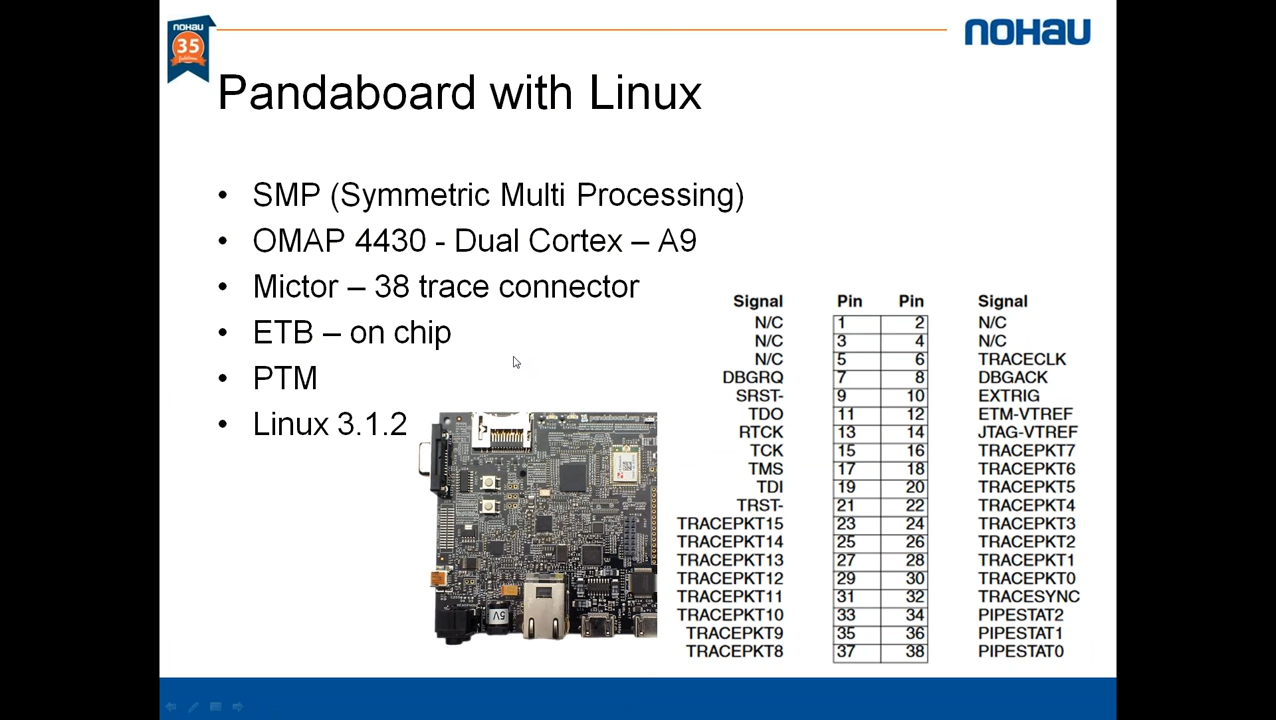 NOHAU
35
NOHAU
Pandaboard with Linux
• SMP (Symmetric Multi Processing)
• OMAP 4430 - Dual Cortex – A9
• Mictor – 38 trace connector
• ETB – on chip
• PTM
• Linux 3.1.2
Signal Pin Pin Signal
N/C 1 2 N/C
N/C 3 4 N/C
N/C 5 6 TRACECLK
DBGRQ 7 8 DBGACK
SRST- 9 10 EXTRIG
TDO 11 12 ETM-VTREF
RTCK 13 14 JTAG-VTREF
TCK 15 16 TRACEPKT7
TMS 17 18 TRACEPKT6
TDI 19 20 TRACEPKT5
TRST- 21 22 TRACEPKT4
TRACEPKT15 23 24 TRACEPKT3
TRACEPKT14 25 26 TRACEPKT2
TRACEPKT13 27 28 TRACEPKT1
TRACEPKT12 29 30 TRACEPKT0
TRACEPKT11 31 32 TRACESYNC
TRACEPKT10 33 34 PIPESTAT2
TRACEPKT9 35 36 PIPESTAT1
TRACEPKT8 37 38 PIPESTAT0
pandaboard.org
5V